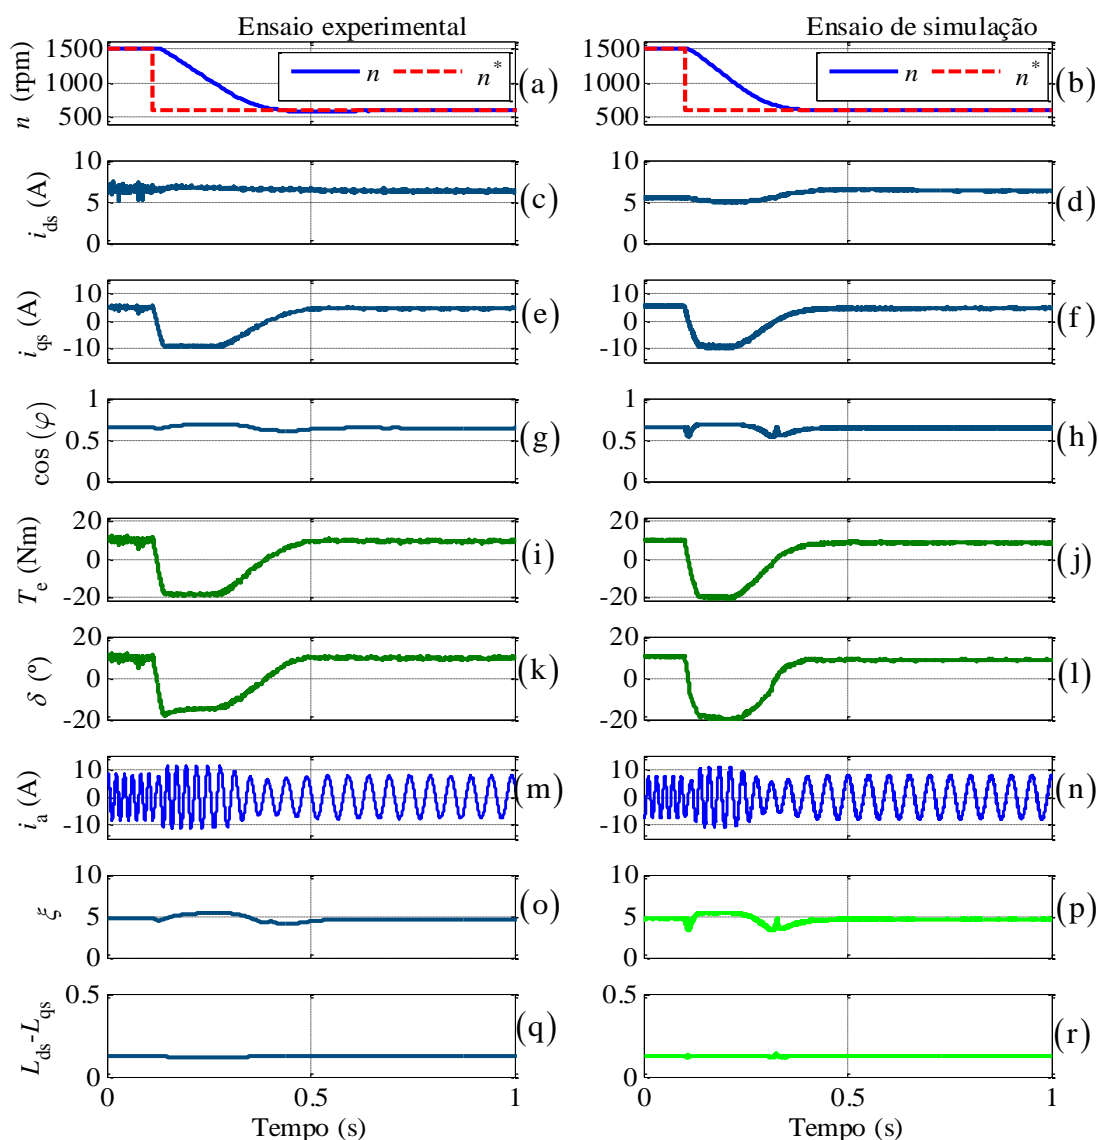 Ensaio experimental
Ensaio de simulação
n (rpm)
1500
1000
500
n
n*
(a)
1500
1000
500
n
n*
(b)
i_ds (A)
10
5
0
(c)
10
5
0
(d)
i_qs (A)
10
0
-10
(e)
10
0
-10
(f)
cos (φ)
1
0.5
0
(g)
1
0.5
0
(h)
T_e (Nm)
20
0
-20
(i)
20
0
-20
(j)
δ (º)
20
0
-20
(k)
20
0
-20
(l)
i_a (A)
10
0
-10
(m)
10
0
-10
(n)
ξ
10
5
0
(o)
10
5
0
(p)
L_ds-L_qs
0.5
0
(q)
0.5
0
(r)
0 0.5 1
0 0.5 1
Tempo (s)
Tempo (s)